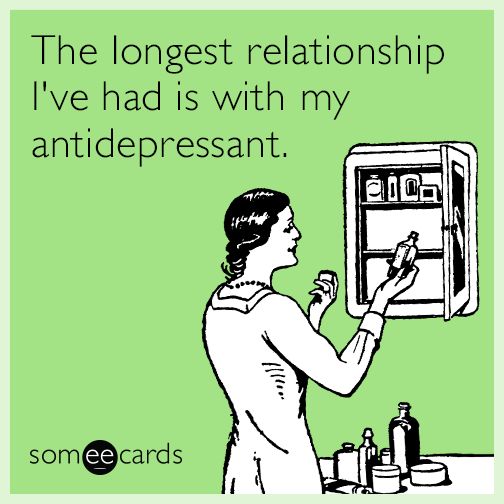 The longest relationship
I've had is with my
antidepressant.
someecards